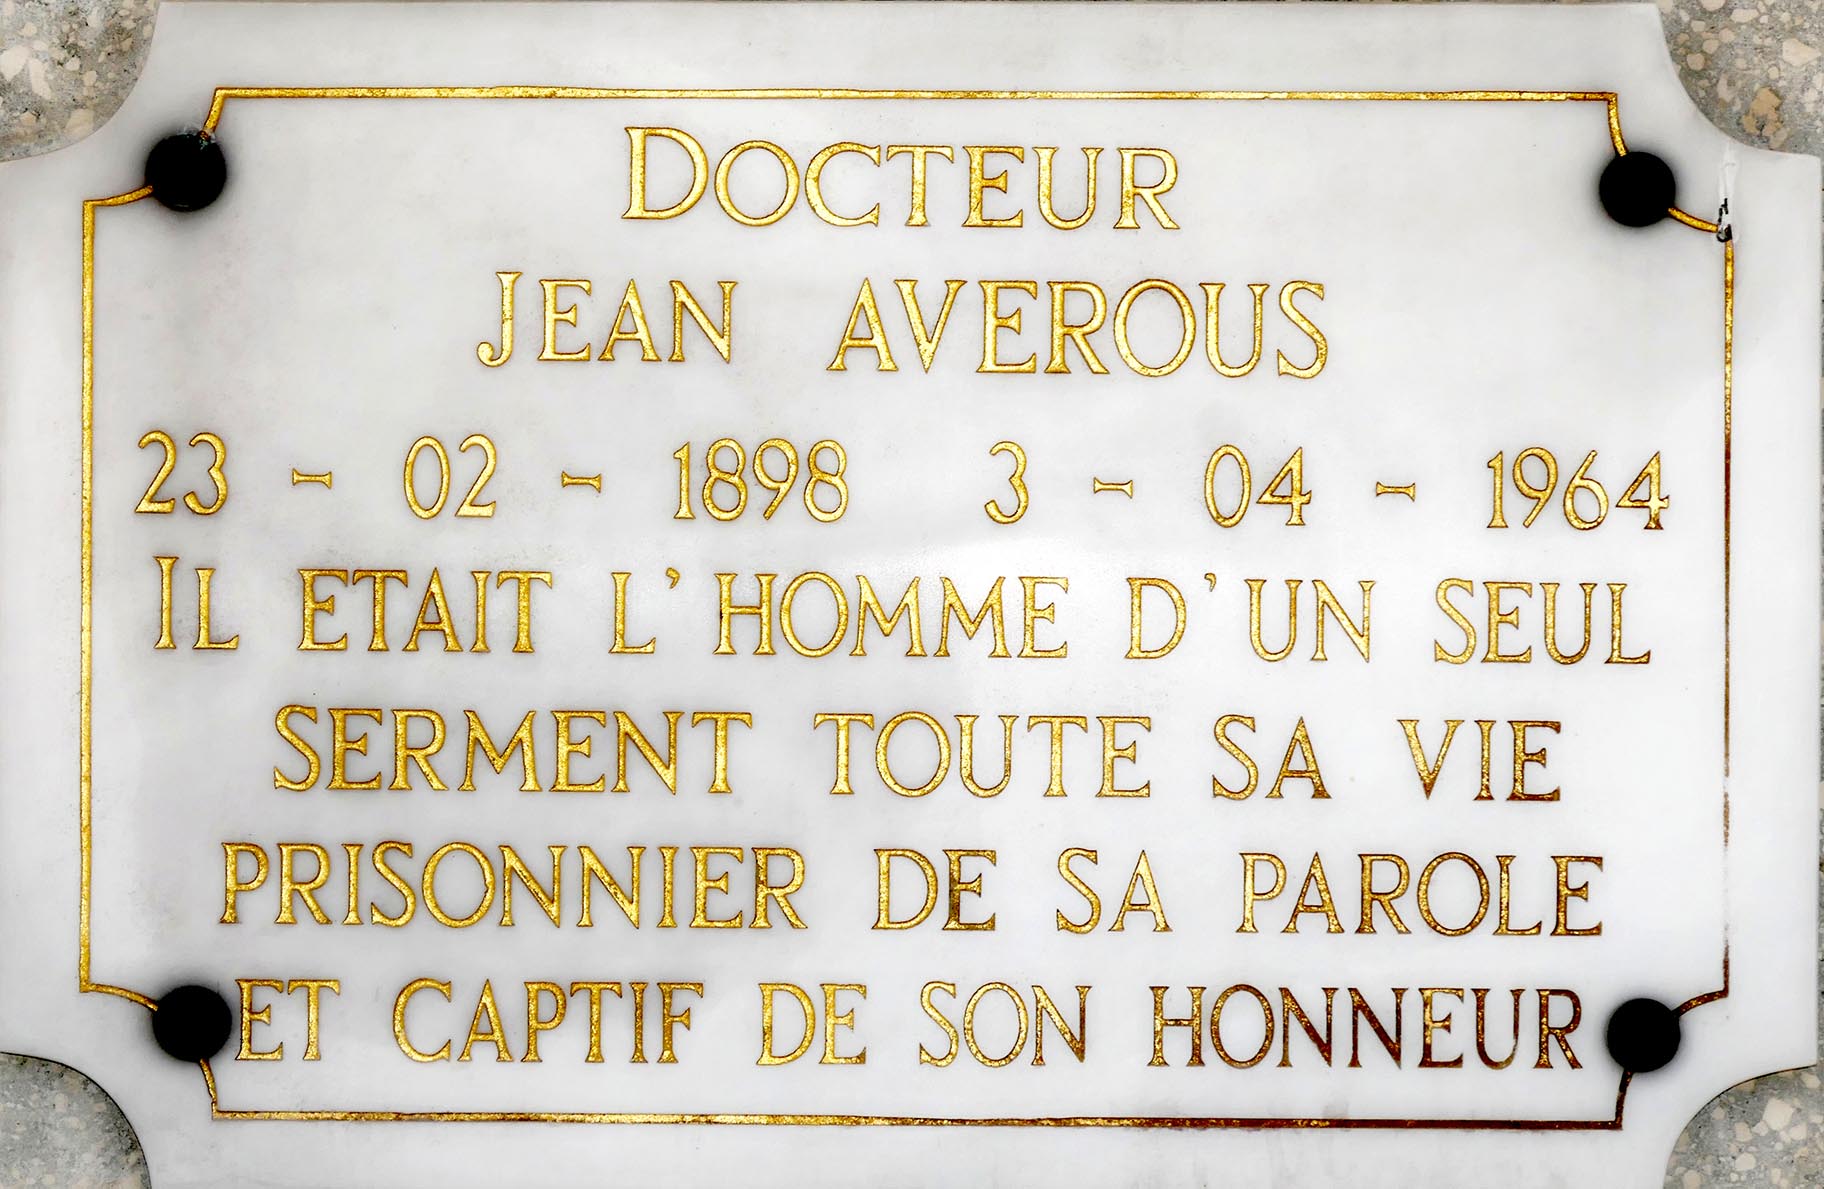 DOCTEUR
JEAN AVEROUS
23 - 02 - 1898 3 - 04 - 1964
IL ETAIT L'HOMME D'UN SEUL
SERMENT TOUTE SA VIE
PRISONNIER DE SA PAROLE
ET CAPTIF DE SON HONNEUR